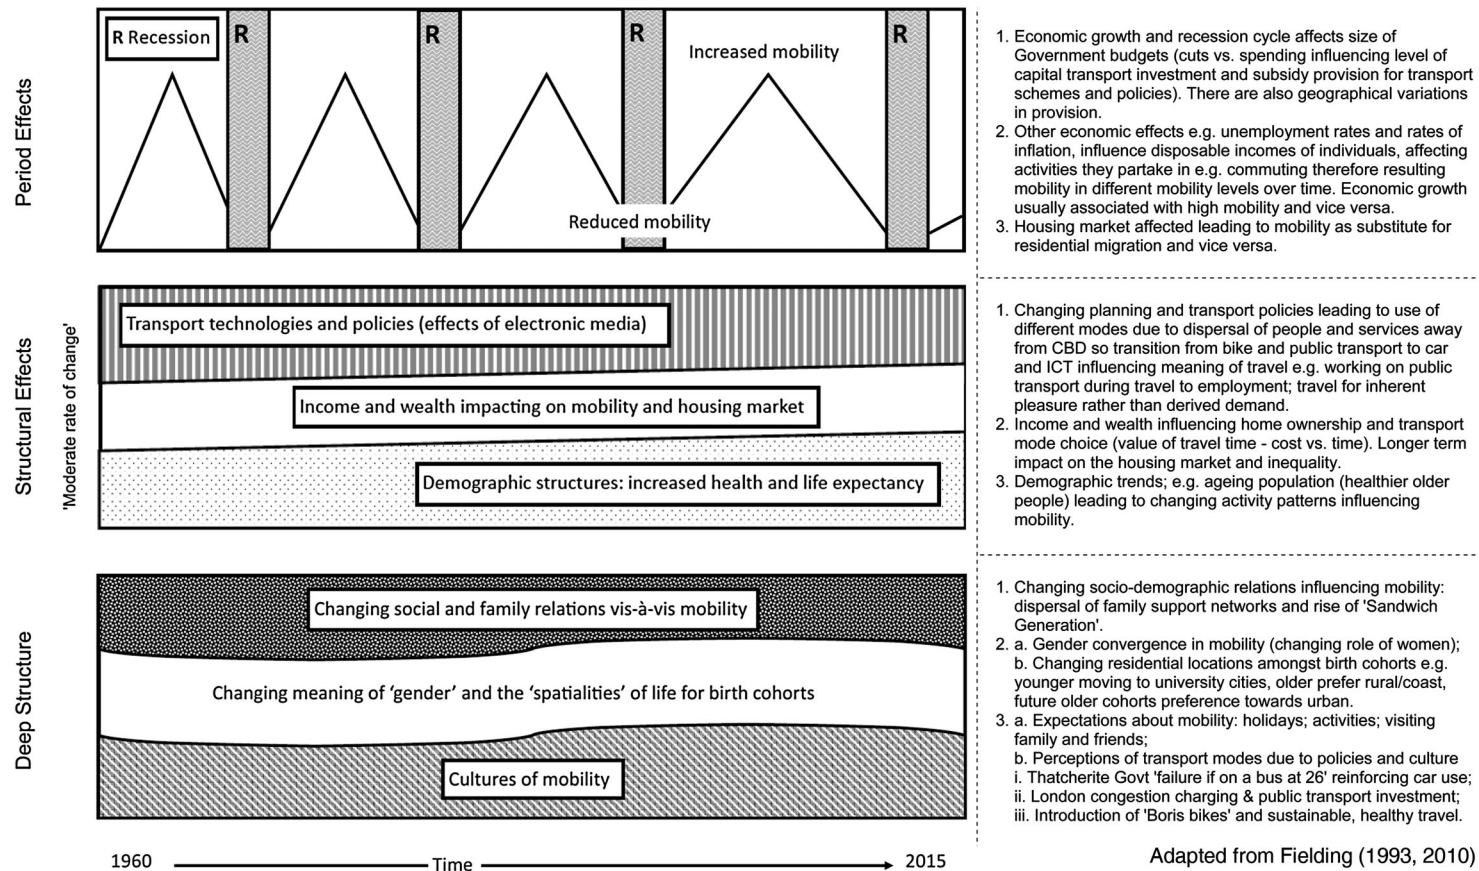 Period Effects
R Recession
R
R
R
R
Increased mobility
Reduced mobility
1. Economic growth and recession cycle affects size of
Government budgets (cuts vs. spending influencing level of
capital transport investment and subsidy provision for transport
schemes and policies). There are also geographical variations
in provision.
2. Other economic effects e.g. unemployment rates and rates of
inflation, influence disposable incomes of individuals, affecting
activities they partake in e.g. commuting therefore resulting
mobility in different mobility levels over time. Economic growth
usually associated with high mobility and vice versa.
3. Housing market affected leading to mobility as substitute for
residential migration and vice versa.
Structural Effects
'Moderate rate of change'
Transport technologies and policies (effects of electronic media)
Income and wealth impacting on mobility and housing market
Demographic structures: increased health and life expectancy
1. Changing planning and transport policies leading to use of
different modes due to dispersal of people and services away
from CBD so transition from bike and public transport to car
and ICT influencing meaning of travel e.g. working on public
transport during travel to employment; travel for inherent
pleasure rather than derived demand.
2. Income and wealth influencing home ownership and transport
mode choice (value of travel time - cost vs. time). Longer term
impact on the housing market and inequality.
3. Demographic trends; e.g. ageing population (healthier older
people) leading to changing activity patterns influencing
mobility.
Deep Structure
Changing social and family relations vis-à-vis mobility
Changing meaning of ‘gender’ and the ‘spatialities’ of life for birth cohorts
Cultures of mobility
1. Changing socio-demographic relations influencing mobility:
dispersal of family support networks and rise of 'Sandwich
Generation'.
2. a. Gender convergence in mobility (changing role of women);
b. Changing residential locations amongst birth cohorts e.g.
younger moving to university cities, older prefer rural/coast,
future older cohorts preference towards urban.
3. a. Expectations about mobility: holidays; activities; visiting
family and friends;
b. Perceptions of transport modes due to policies and culture
i. Thatcherite Govt 'failure if on a bus at 26' reinforcing car use;
ii. London congestion charging & public transport investment;
iii. Introduction of 'Boris bikes' and sustainable, healthy travel.
1960
Time
2015
Adapted from Fielding (1993, 2010)